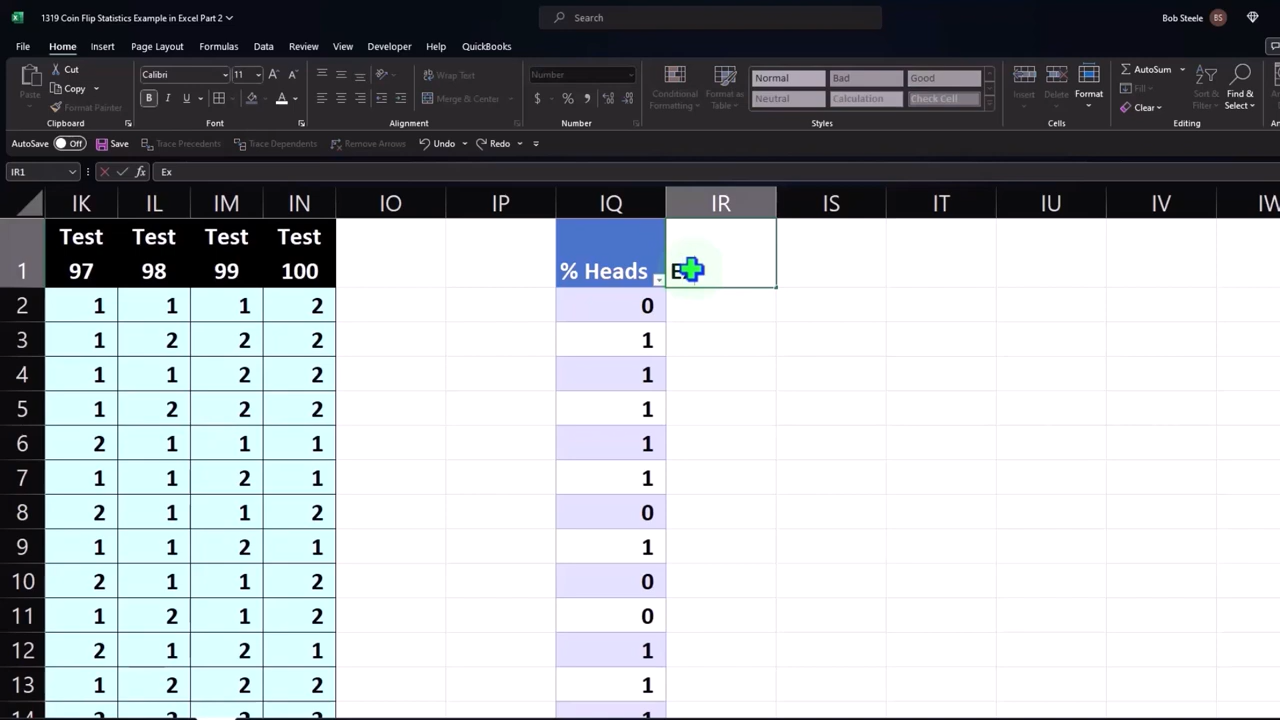 1319 Coin Flip Statistics Example in Excel Part 2
Search
Bob Steele
BS
File
Home
Insert
Page Layout
Formulas
Data
Review
View
Developer
Help
QuickBooks
Paste
Cut
Copy
Format Painter
Clipboard
Calibri
11
B
I
U
Font
Wrap Text
Merge & Center
Alignment
Number
$
%
Number
Conditional
Formatting
Format as
Table
Normal
Bad
Good
Neutral
Calculation
Check Cell
Styles
Insert
Delete
Format
Cells
AutoSum
Fill
Clear
Sort &
Filter
Find &
Select
Editing
AutoSave
Off
Save
Trace Precedents
Trace Dependents
Remove Arrows
Undo
Redo
IR1
fx
Ex
IK IL IM IN IO IP IQ IR IS IT IU IV IW
Test Test Test Test
1 97 98 99 100 % Heads
2 1 1 1 2 0
3 1 2 2 2 1
4 1 1 2 2 1
5 1 2 2 2 1
6 2 1 1 1 1
7 1 1 2 1 1
8 2 1 1 2 0
9 1 1 2 1 1
10 2 1 1 2 0
11 1 2 1 2 0
12 2 1 2 1 1
13 1 2 2 2 1